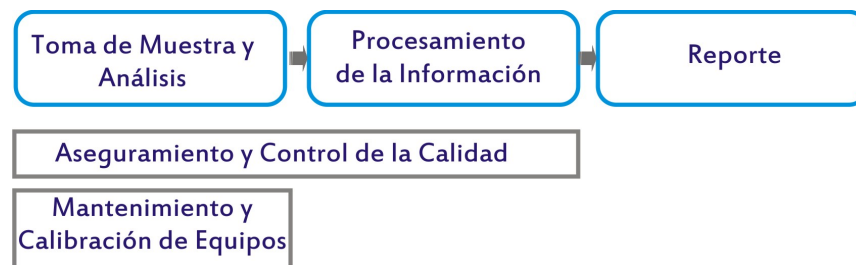 Toma de Muestra y
Análisis
Procesamiento
de la Información
Reporte
Aseguramiento y Control de la Calidad
Mantenimiento y
Calibración de Equipos